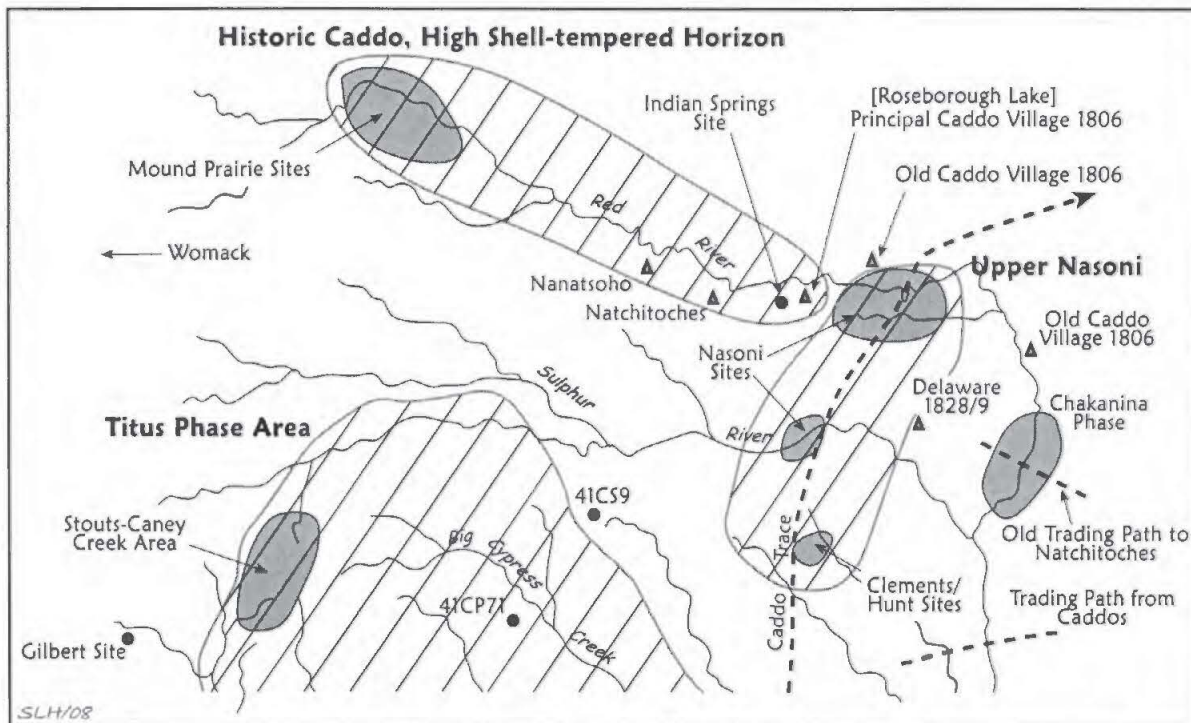 Historic Caddo, High Shell-tempered Horizon
Indian Springs
Site
[Roseborough Lake]
Principal Caddo Village 1806
Old Caddo Village 1806
Mound Prairie Sites
Womack
Red
River
Nanatsoho
Natchitoches
Upper Nasoni
Nasoni
Sites
Old Caddo
Village 1806
Delaware
1828/9
Chakanina
Phase
Sulphur
River
Titus Phase Area
41CS9
Stouts-Caney
Creek Area
Big
Cypress
Creek
41CP71
Gilbert Site
Caddo
Trace
Clements/
Hunt Sites
Old Trading Path to
Natchitoches
Trading Path from
Caddos
SLH/08